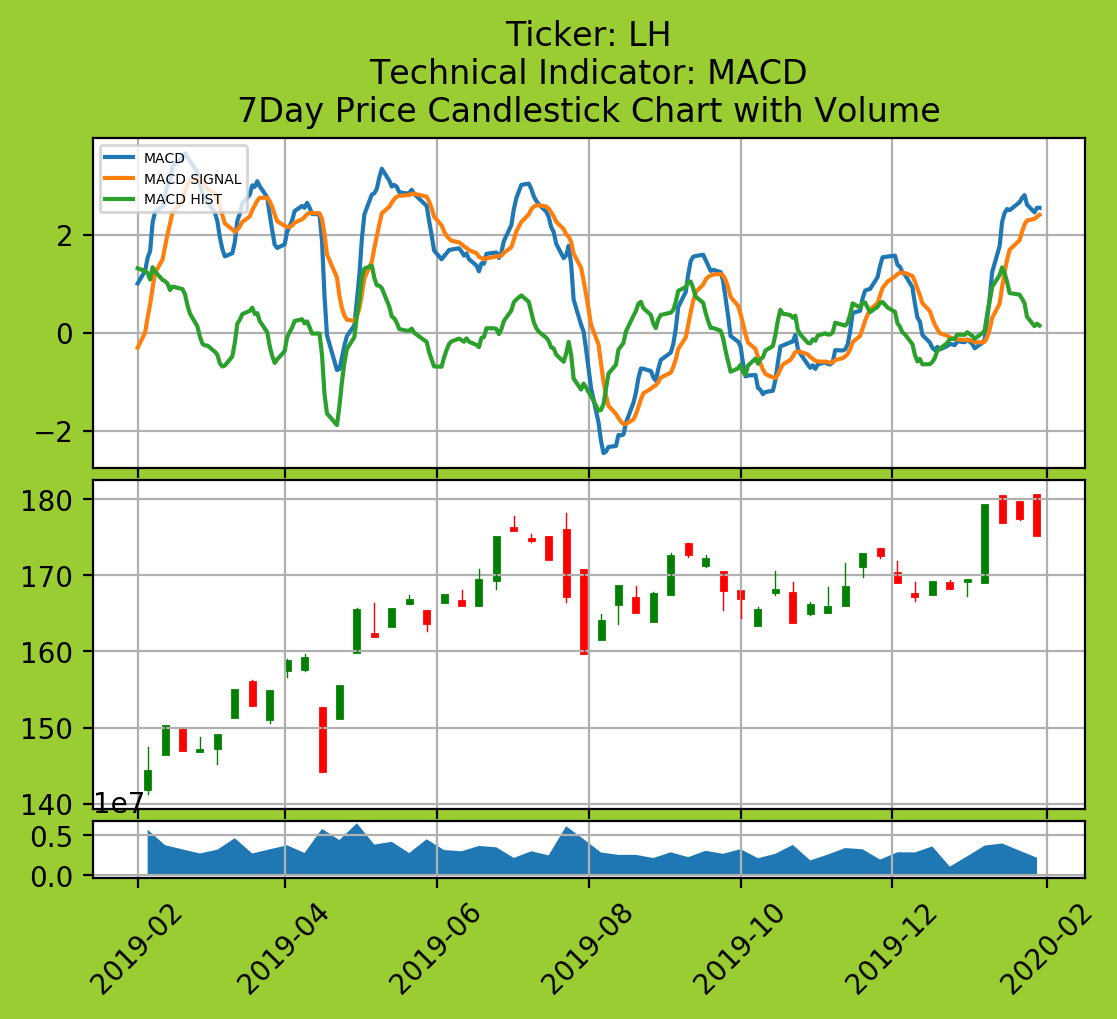 Ticker: LH
Technical Indicator: MACD
7Day Price Candlestick Chart with Volume
MACD
MACD SIGNAL
MACD HIST
2
0
−2
180
170
160
150
140
1e7
0.5
0.0
2019-02
2019-04
2019-06
2019-08
2019-10
2019-12
2020-02